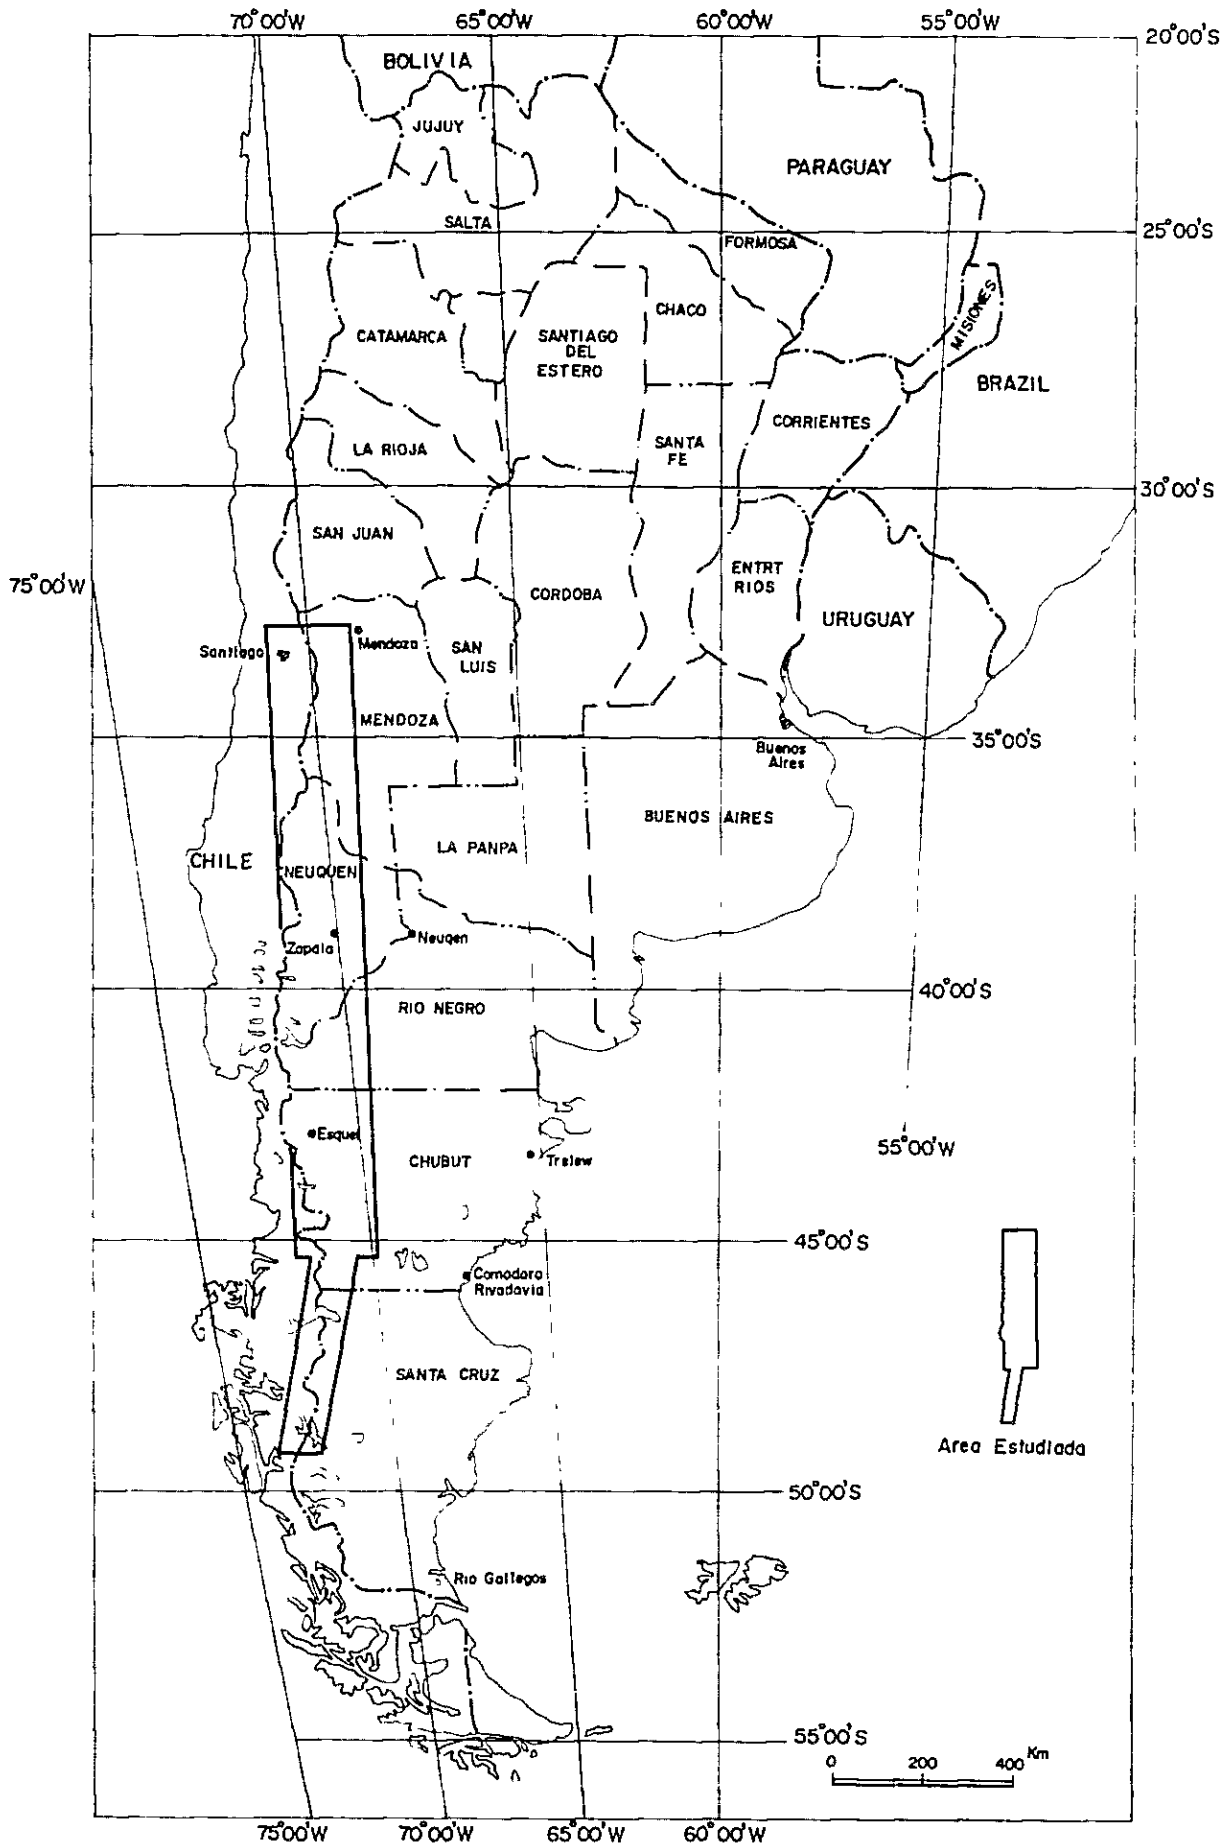 70°00'W 65°00'W 60°00'W 55°00'W
20°00'S
BOLIVIA
JUJUY
PARAGUAY
SALTA
25°00'S
FORMOSA
MISIONES
CHACO
CATAMARCA
SANTIAGO
DEL
ESTERO
BRAZIL
CORRIENTES
LA RIOJA
SANTA
FE
30°00'S
SAN JUAN
75°00'W
ENTRT
RIOS
CORDOBA
URUGUAY
Mendoza
Santiago
SAN
LUIS
MENDOZA
35°00'S
Buenos
Aires
BUENOS AIRES
LA PANPA
CHILE
NEUQUEN
Zapala
Neuqen
40°00'S
RIO NEGRO
Esquel
55°00'W
CHUBUT
Trelew
45°00'S
Comodoro
Rivadavia
SANTA CRUZ
Area Estudiada
50°00'S
Rio Gallegos
55°00'S
0 200 400 Km
75°00'W 70°00'W 65°00'W 60°00'W